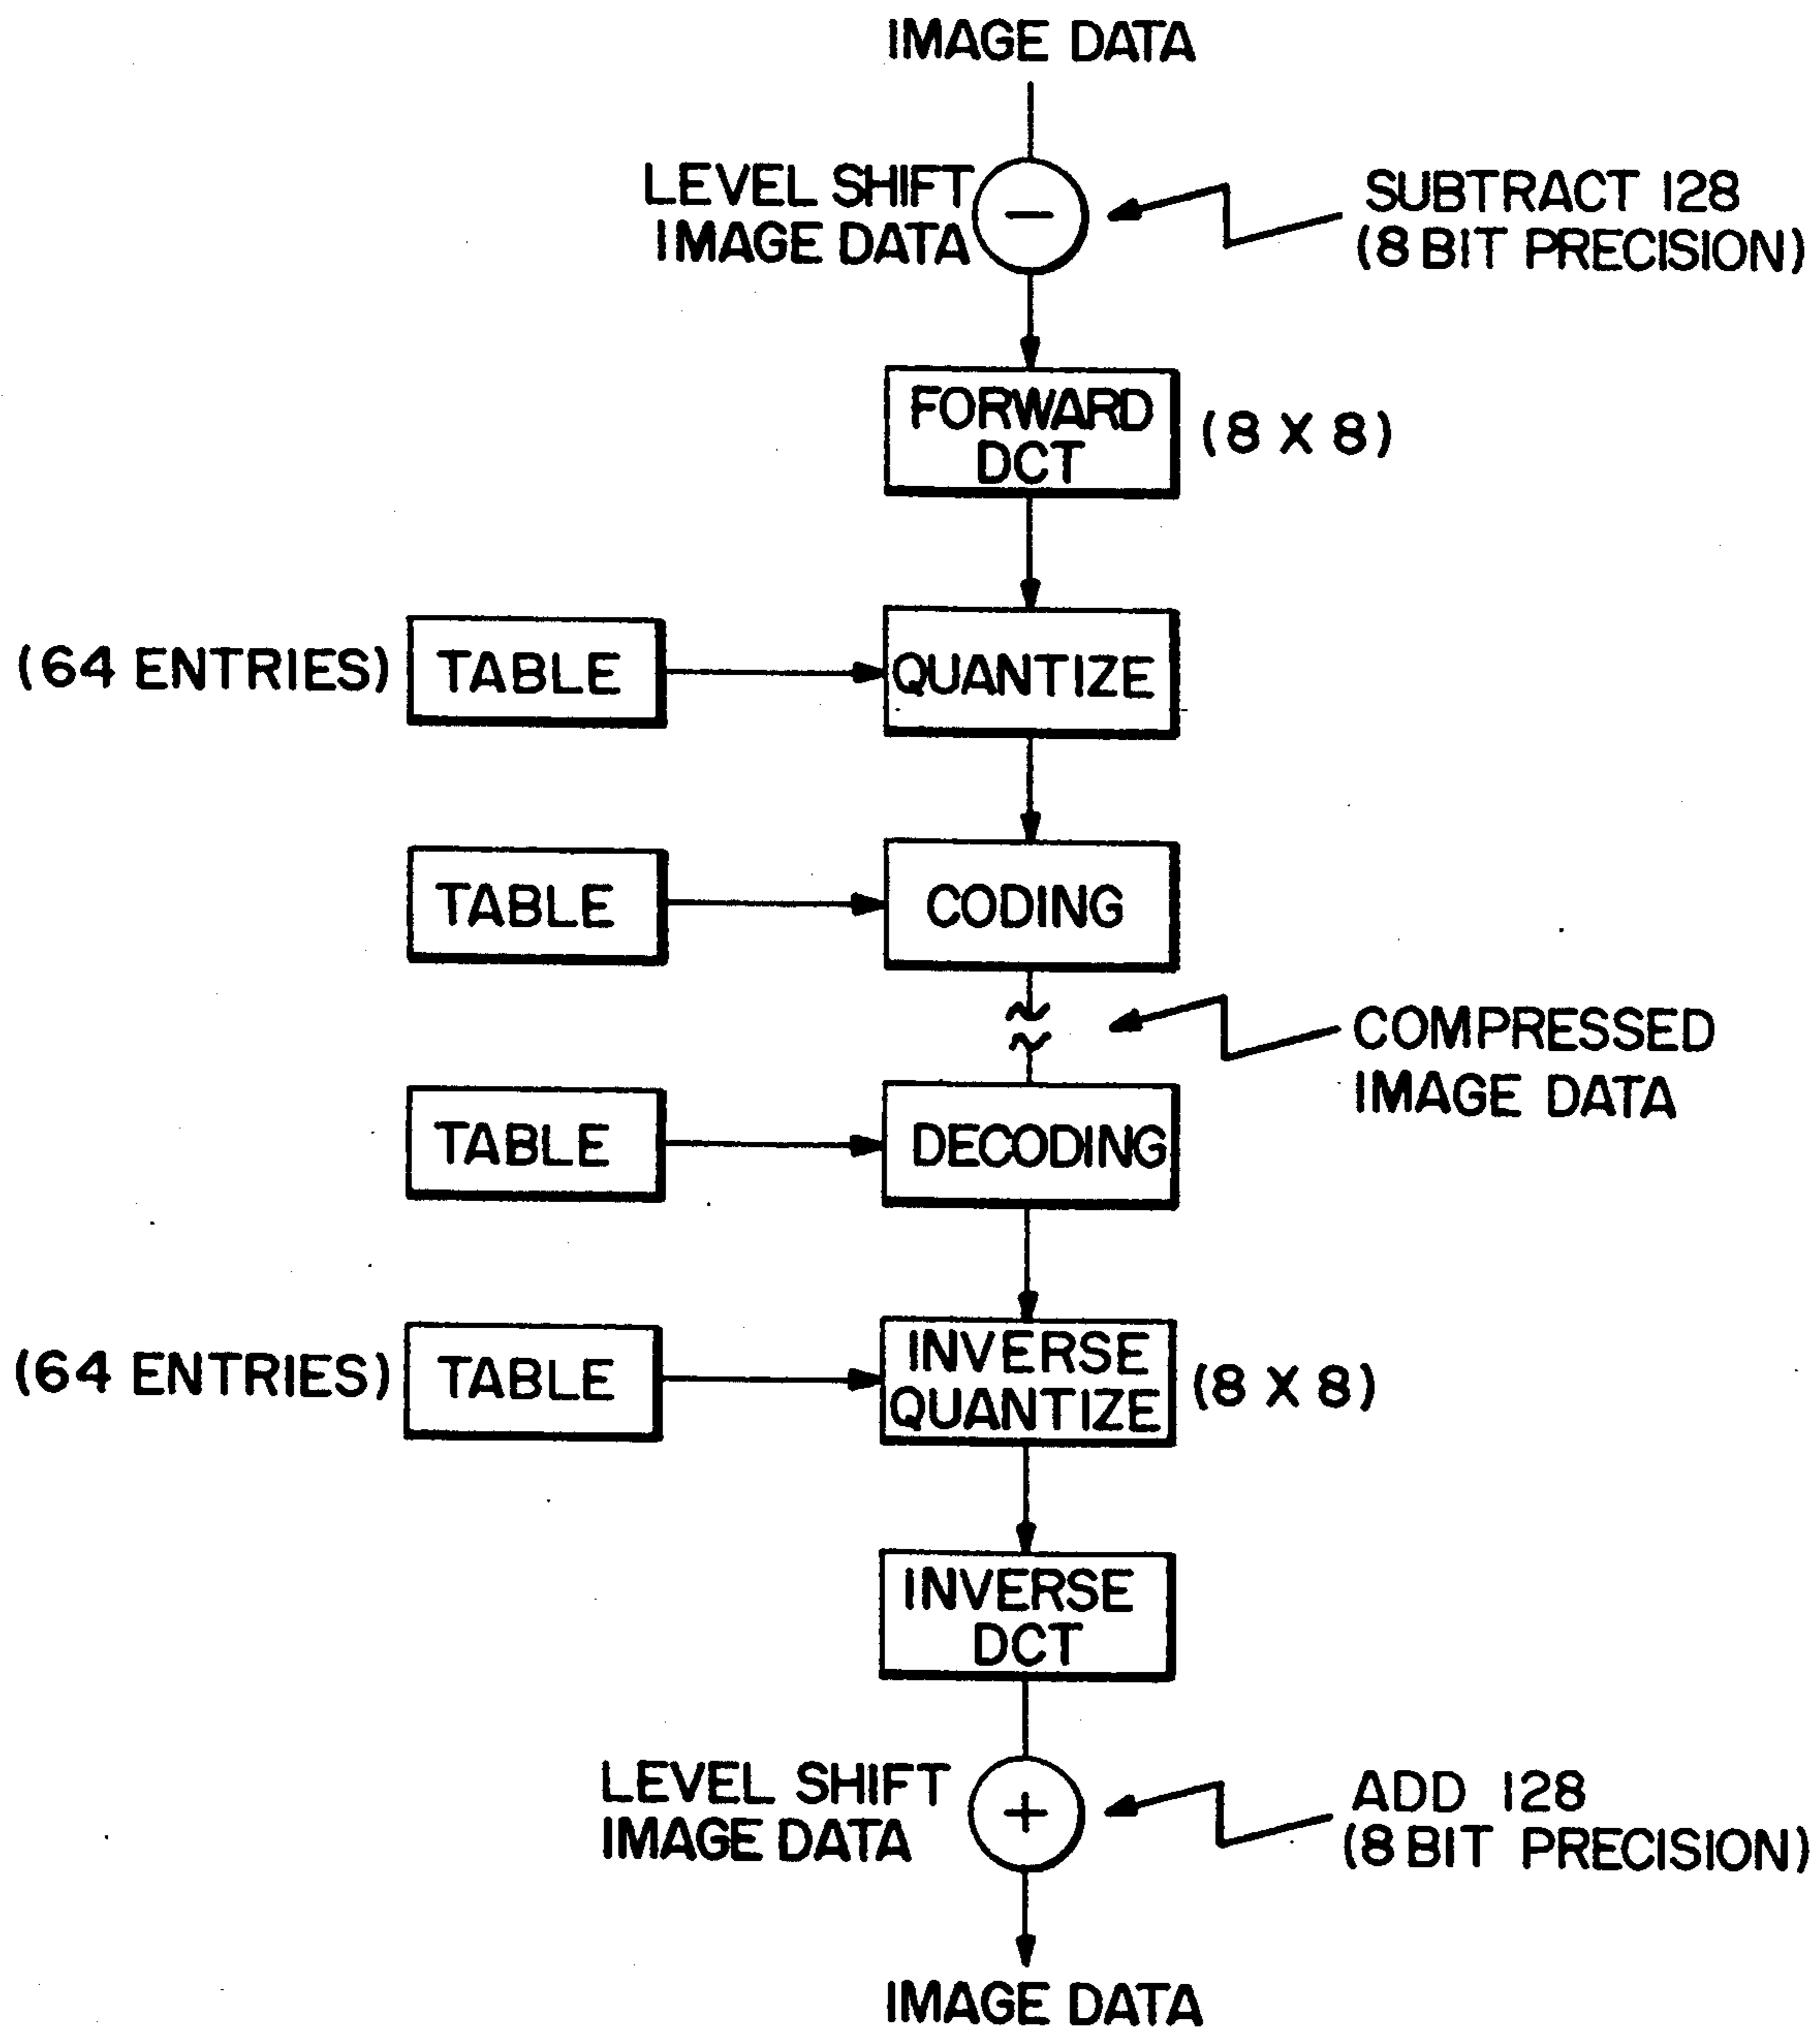 IMAGE DATA
LEVEL SHIFT
IMAGE DATA
−
SUBTRACT 128
(8 BIT PRECISION)
FORWARD
DCT
(8 X 8)
(64 ENTRIES)
TABLE
QUANTIZE
TABLE
CODING
COMPRESSED
IMAGE DATA
TABLE
DECODING
(64 ENTRIES)
TABLE
INVERSE
QUANTIZE
(8 X 8)
INVERSE
DCT
LEVEL SHIFT
IMAGE DATA
+
ADD 128
(8 BIT PRECISION)
IMAGE DATA